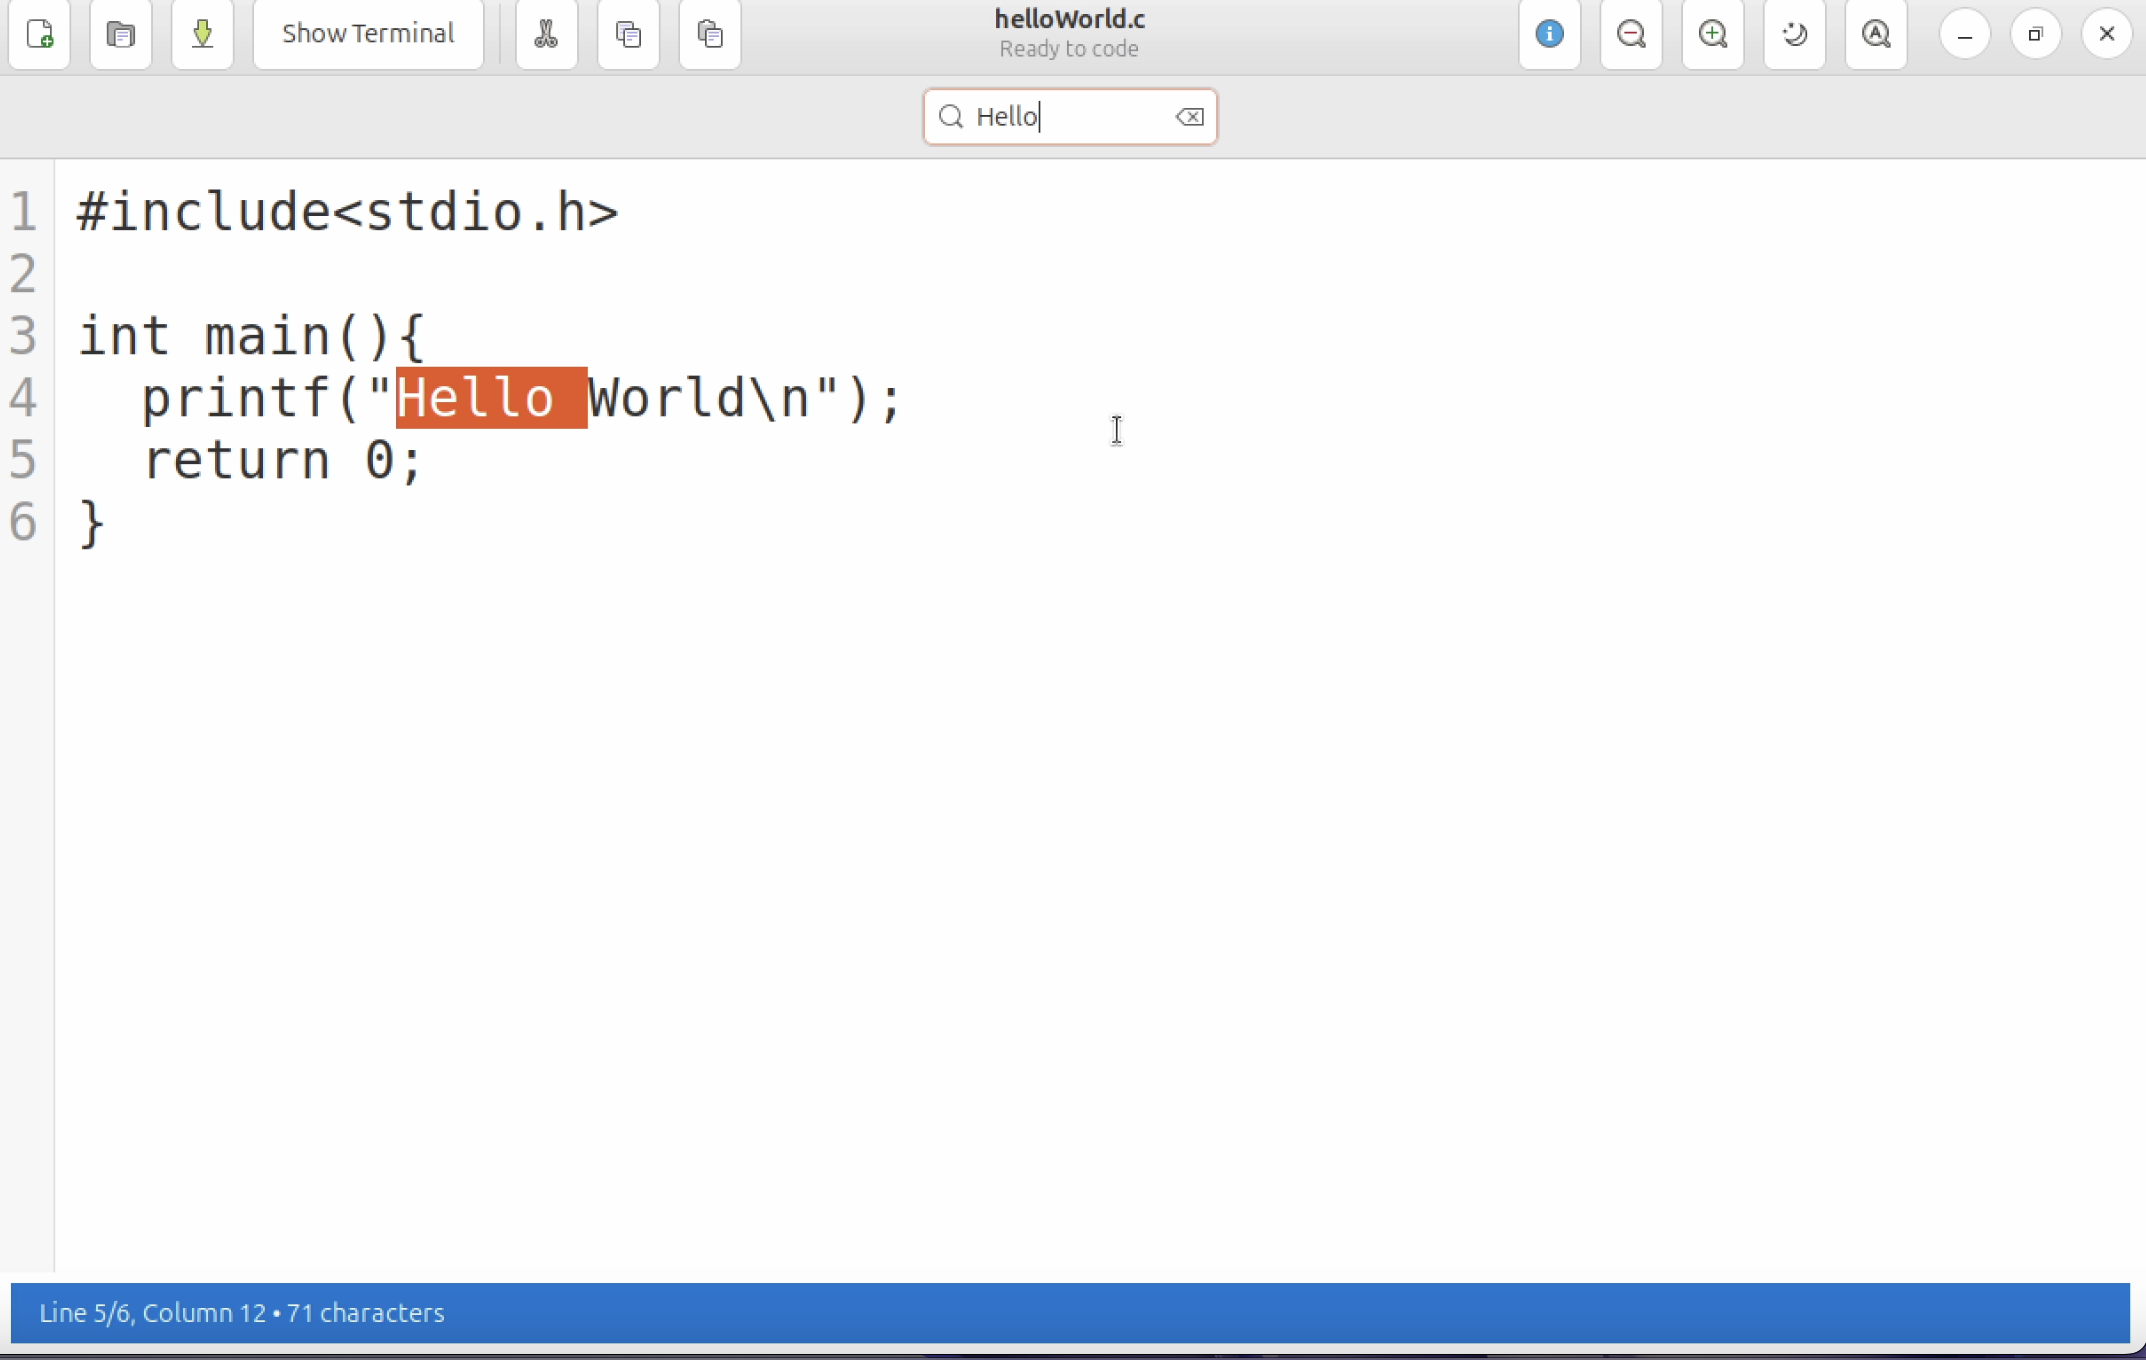 Show Terminal
helloWorld.c
Ready to code
Hello
1 #include<stdio.h>
2
3 int main(){
4   printf("Hello World\n");
5   return 0;
6 }
Line 5/6, Column 12 • 71 characters